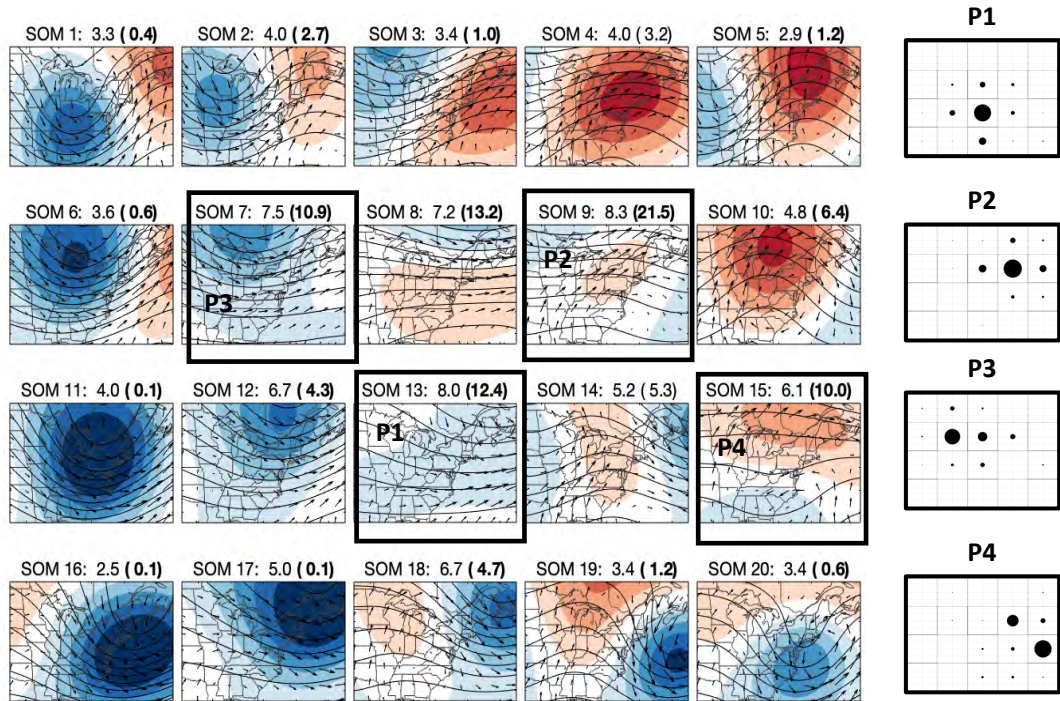 SOM 1: 3.3 ( 0.4) SOM 2: 4.0 ( 2.7) SOM 3: 3.4 ( 1.0) SOM 4: 4.0 ( 3.2) SOM 5: 2.9 ( 1.2) P1
SOM 6: 3.6 ( 0.6) SOM 7: 7.5 (10.9) SOM 8: 7.2 (13.2) SOM 9: 8.3 (21.5) SOM 10: 4.8 ( 6.4) P2
P3 P2
SOM 11: 4.0 ( 0.1) SOM 12: 6.7 ( 4.3) SOM 13: 8.0 (12.4) SOM 14: 5.2 ( 5.3) SOM 15: 6.1 (10.0) P3
P1 P4
SOM 16: 2.5 ( 0.1) SOM 17: 5.0 ( 0.1) SOM 18: 6.7 ( 4.7) SOM 19: 3.4 ( 1.2) SOM 20: 3.4 ( 0.6) P4